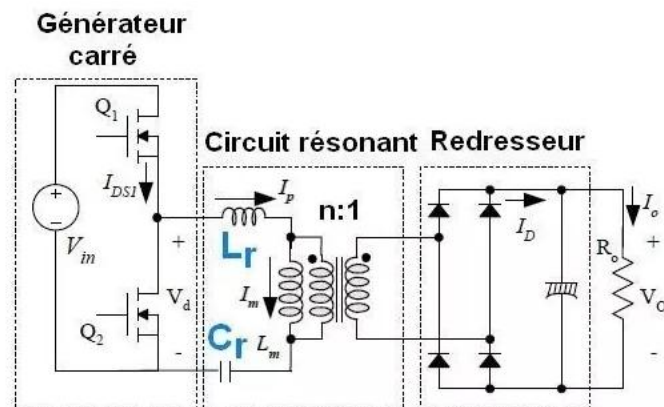 Générateur
carré
Circuit résonant
Redresseur
Q1
IDS1
Vin
Q2
+
Vd
-
Ip
Lr
n:1
Im
Lm
Cr
ID
Io
Ro
+
VO
-